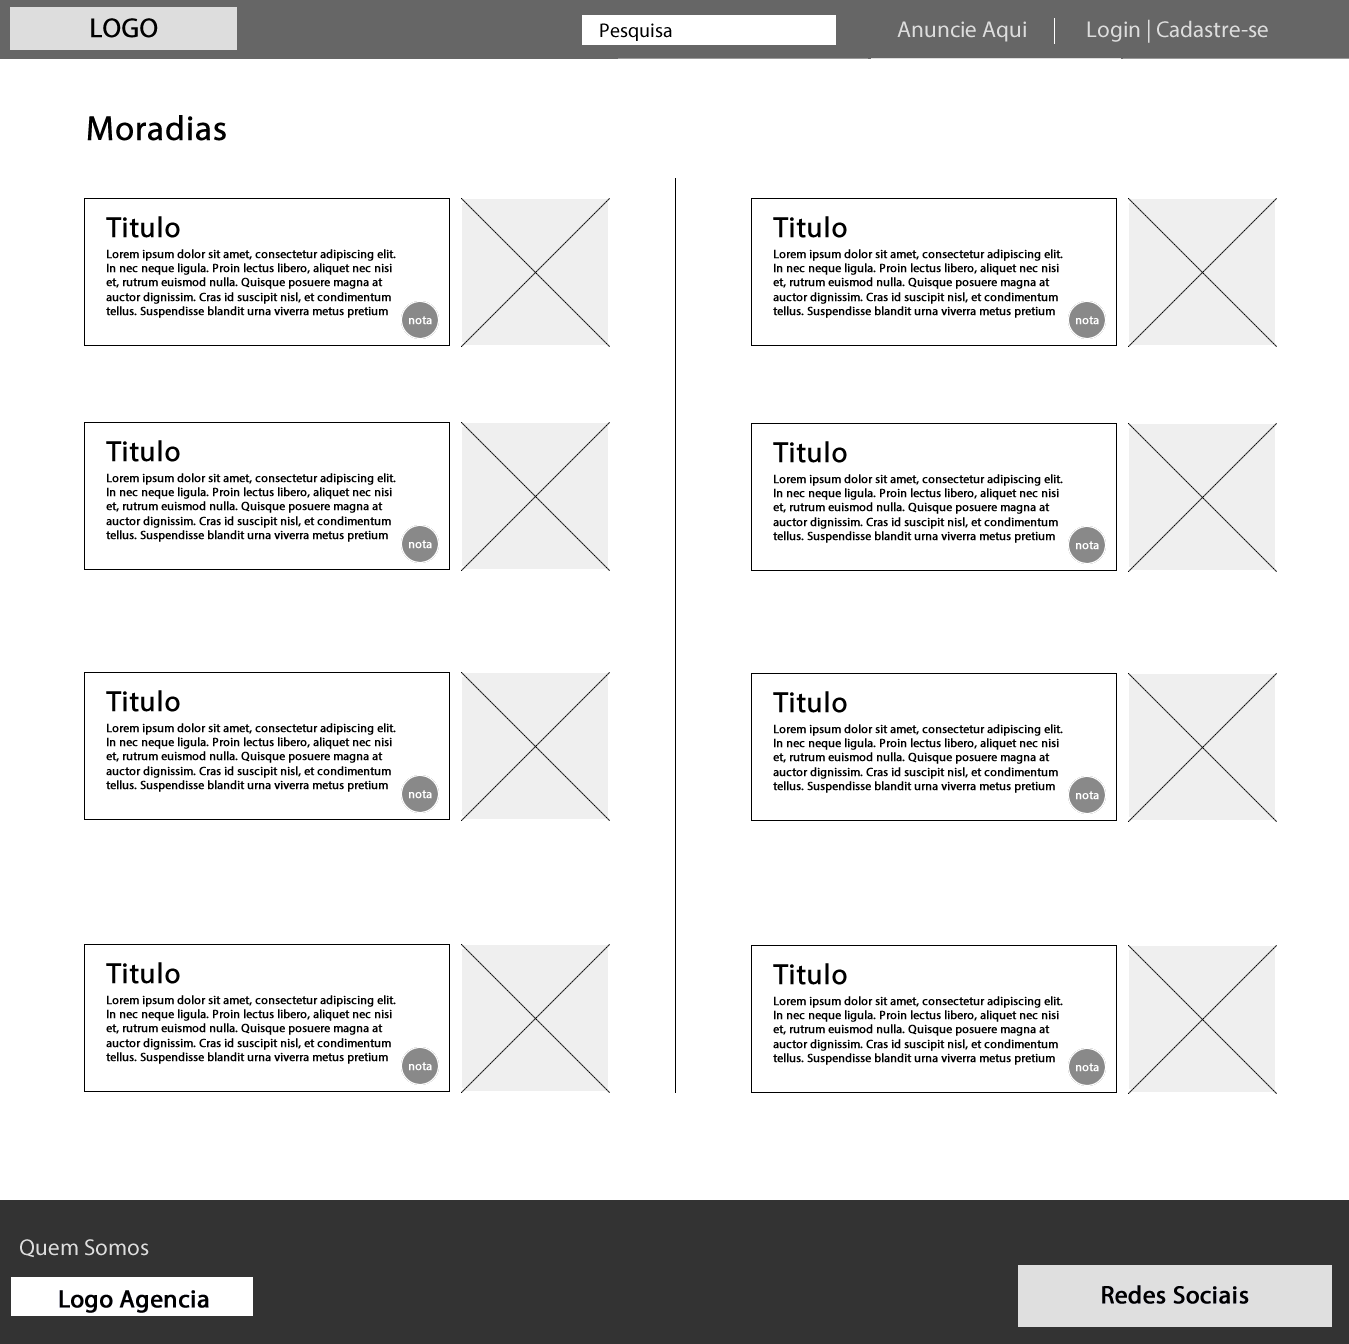 LOGO
Pesquisa
Anuncie Aqui
Login | Cadastre-se
Moradias
Titulo
Lorem ipsum dolor sit amet, consectetur adipiscing elit.
In nec neque ligula. Proin lectus libero, aliquet nec nisi
et, rutrum euismod nulla. Quisque posuere magna at
auctor dignissim. Cras id suscipit nisl, et condimentum
tellus. Suspendisse blandit urna viverra metus pretium
nota
Titulo
Lorem ipsum dolor sit amet, consectetur adipiscing elit.
In nec neque ligula. Proin lectus libero, aliquet nec nisi
et, rutrum euismod nulla. Quisque posuere magna at
auctor dignissim. Cras id suscipit nisl, et condimentum
tellus. Suspendisse blandit urna viverra metus pretium
nota
Titulo
Lorem ipsum dolor sit amet, consectetur adipiscing elit.
In nec neque ligula. Proin lectus libero, aliquet nec nisi
et, rutrum euismod nulla. Quisque posuere magna at
auctor dignissim. Cras id suscipit nisl, et condimentum
tellus. Suspendisse blandit urna viverra metus pretium
nota
Titulo
Lorem ipsum dolor sit amet, consectetur adipiscing elit.
In nec neque ligula. Proin lectus libero, aliquet nec nisi
et, rutrum euismod nulla. Quisque posuere magna at
auctor dignissim. Cras id suscipit nisl, et condimentum
tellus. Suspendisse blandit urna viverra metus pretium
nota
Titulo
Lorem ipsum dolor sit amet, consectetur adipiscing elit.
In nec neque ligula. Proin lectus libero, aliquet nec nisi
et, rutrum euismod nulla. Quisque posuere magna at
auctor dignissim. Cras id suscipit nisl, et condimentum
tellus. Suspendisse blandit urna viverra metus pretium
nota
Titulo
Lorem ipsum dolor sit amet, consectetur adipiscing elit.
In nec neque ligula. Proin lectus libero, aliquet nec nisi
et, rutrum euismod nulla. Quisque posuere magna at
auctor dignissim. Cras id suscipit nisl, et condimentum
tellus. Suspendisse blandit urna viverra metus pretium
nota
Titulo
Lorem ipsum dolor sit amet, consectetur adipiscing elit.
In nec neque ligula. Proin lectus libero, aliquet nec nisi
et, rutrum euismod nulla. Quisque posuere magna at
auctor dignissim. Cras id suscipit nisl, et condimentum
tellus. Suspendisse blandit urna viverra metus pretium
nota
Titulo
Lorem ipsum dolor sit amet, consectetur adipiscing elit.
In nec neque ligula. Proin lectus libero, aliquet nec nisi
et, rutrum euismod nulla. Quisque posuere magna at
auctor dignissim. Cras id suscipit nisl, et condimentum
tellus. Suspendisse blandit urna viverra metus pretium
nota
Quem Somos
Logo Agencia
Redes Sociais